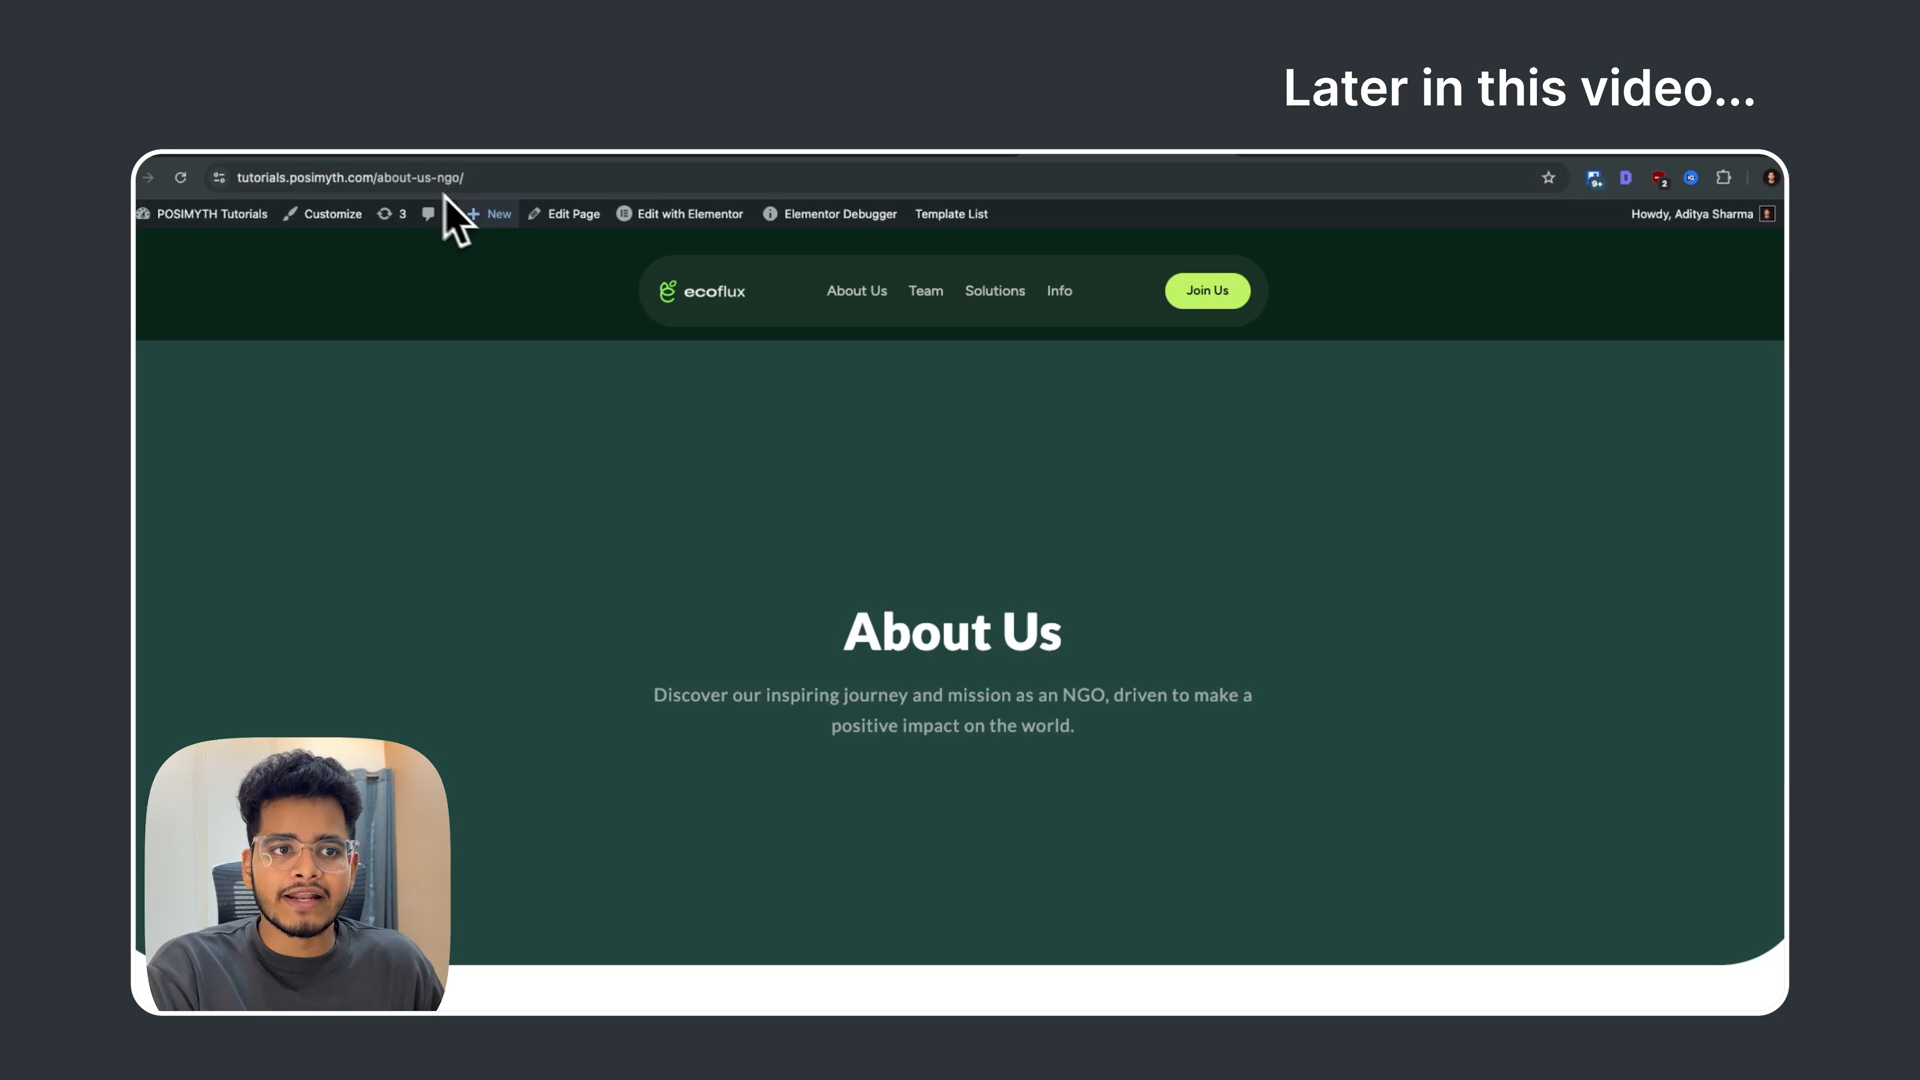 Later in this video...
tutorials.posimyth.com/about-us-ngo/
9+
D
2
POSIMYTH Tutorials Customize 3 New Edit Page Edit with Elementor Elementor Debugger Template List Howdy, Aditya Sharma
ecoflux About Us Team Solutions Info Join Us
About Us
Discover our inspiring journey and mission as an NGO, driven to make a
positive impact on the world.